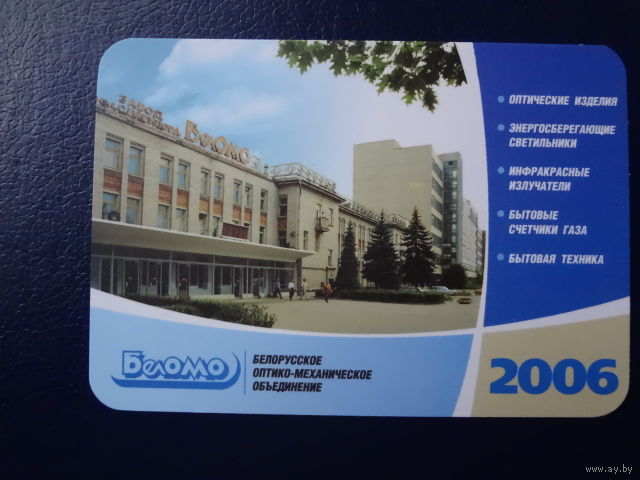 ЗАВОД
БелОМО
ОПТИЧЕСКИЕ ИЗДЕЛИЯ
ЭНЕРГОСБЕРЕГАЮЩИЕ
СВЕТИЛЬНИКИ
ИНФРАКРАСНЫЕ
ИЗЛУЧАТЕЛИ
БЫТОВЫЕ
СЧЕТЧИКИ ГАЗА
БЫТОВАЯ ТЕХНИКА
БелОМО
БЕЛОРУССКОЕ
ОПТИКО-МЕХАНИЧЕСКОЕ
ОБЪЕДИНЕНИЕ
2006
www.ay.by